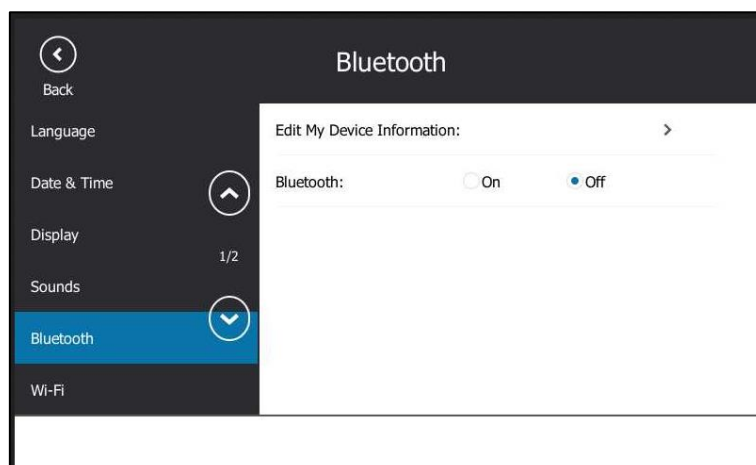 Bluetooth
Back
Language
Date & Time
Display
1/2
Sounds
Bluetooth
Wi-Fi
Edit My Device Information:
Bluetooth: On Off